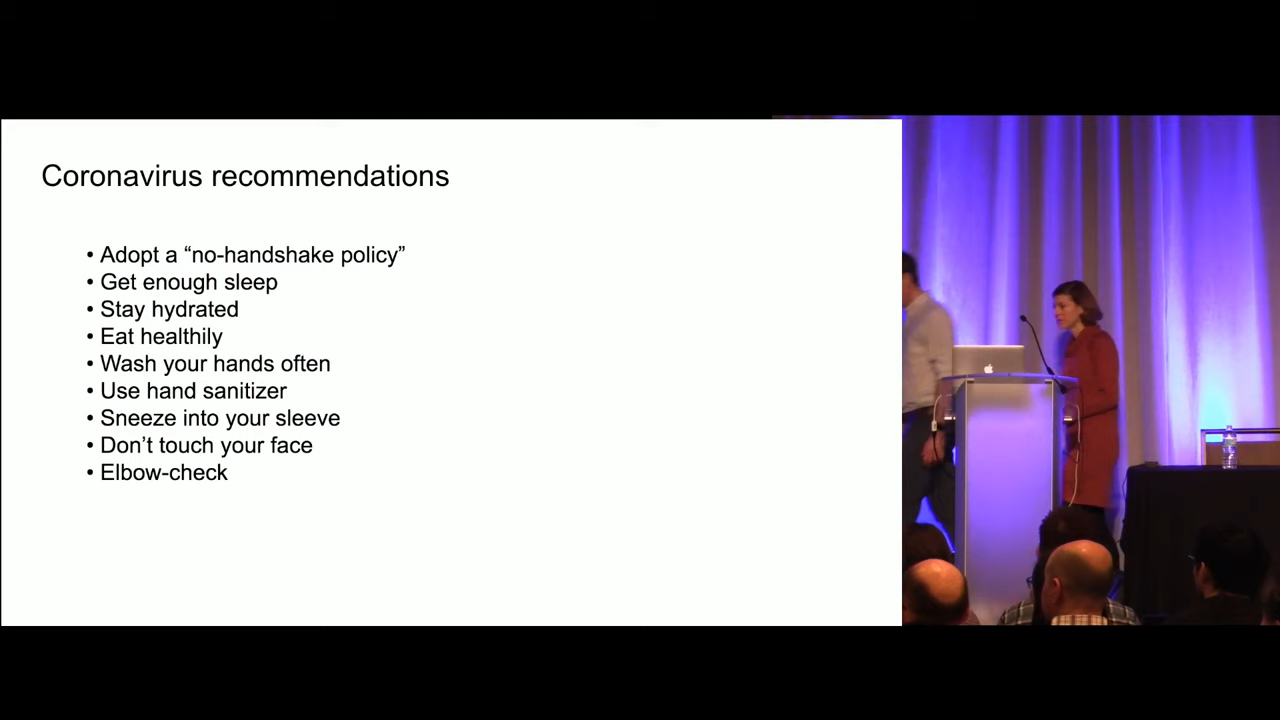 Coronavirus recommendations
• Adopt a “no-handshake policy”
• Get enough sleep
• Stay hydrated
• Eat healthily
• Wash your hands often
• Use hand sanitizer
• Sneeze into your sleeve
• Don’t touch your face
• Elbow-check